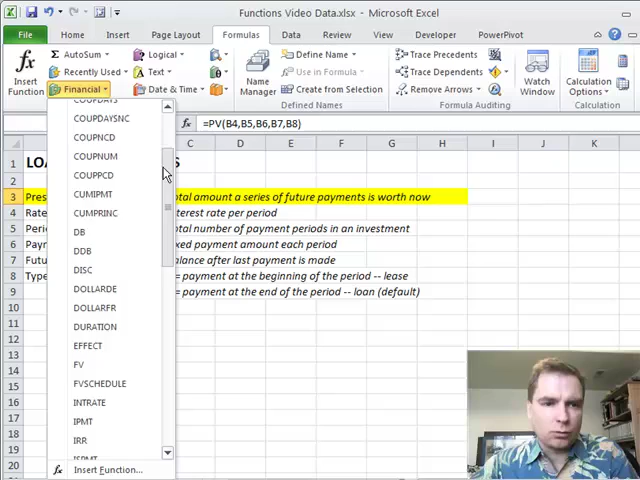 Functions Video Data.xlsx - Microsoft Excel
File Home Insert Page Layout Formulas Data Review View Developer PowerPivot
AutoSum Logical Define Name Trace Precedents
Recently Used Text Use in Formula Trace Dependents
Financial Date & Time Create from Selection Remove Arrows
Insert Function
Name Manager
Watch Window
Calculation Options
Defined Names Formula Auditing Calculation
fx =PV(B4,B5,B6,B7,B8)
C D E F G H I J K
1 LOA S
2
3 Pres otal amount a series of future payments is worth now
4 Rate terest rate per period
5 Peri otal number of payment periods in an investment
6 Payr xed payment amount each period
7 Futu alance after last payment is made
8 Type = payment at the beginning of the period -- lease
9 = payment at the end of the period -- loan (default)
10
11
12
13
14
15
16
17
18
19
20
COUPDAYS
COUPDAYSNC
COUPNCD
COUPNUM
COUPPCD
CUMIPMT
CUMPRINC
DB
DDB
DISC
DOLLARDE
DOLLARFR
DURATION
EFFECT
FV
FVSCHEDULE
INTRATE
IPMT
IRR
ISPMT
fx Insert Function...